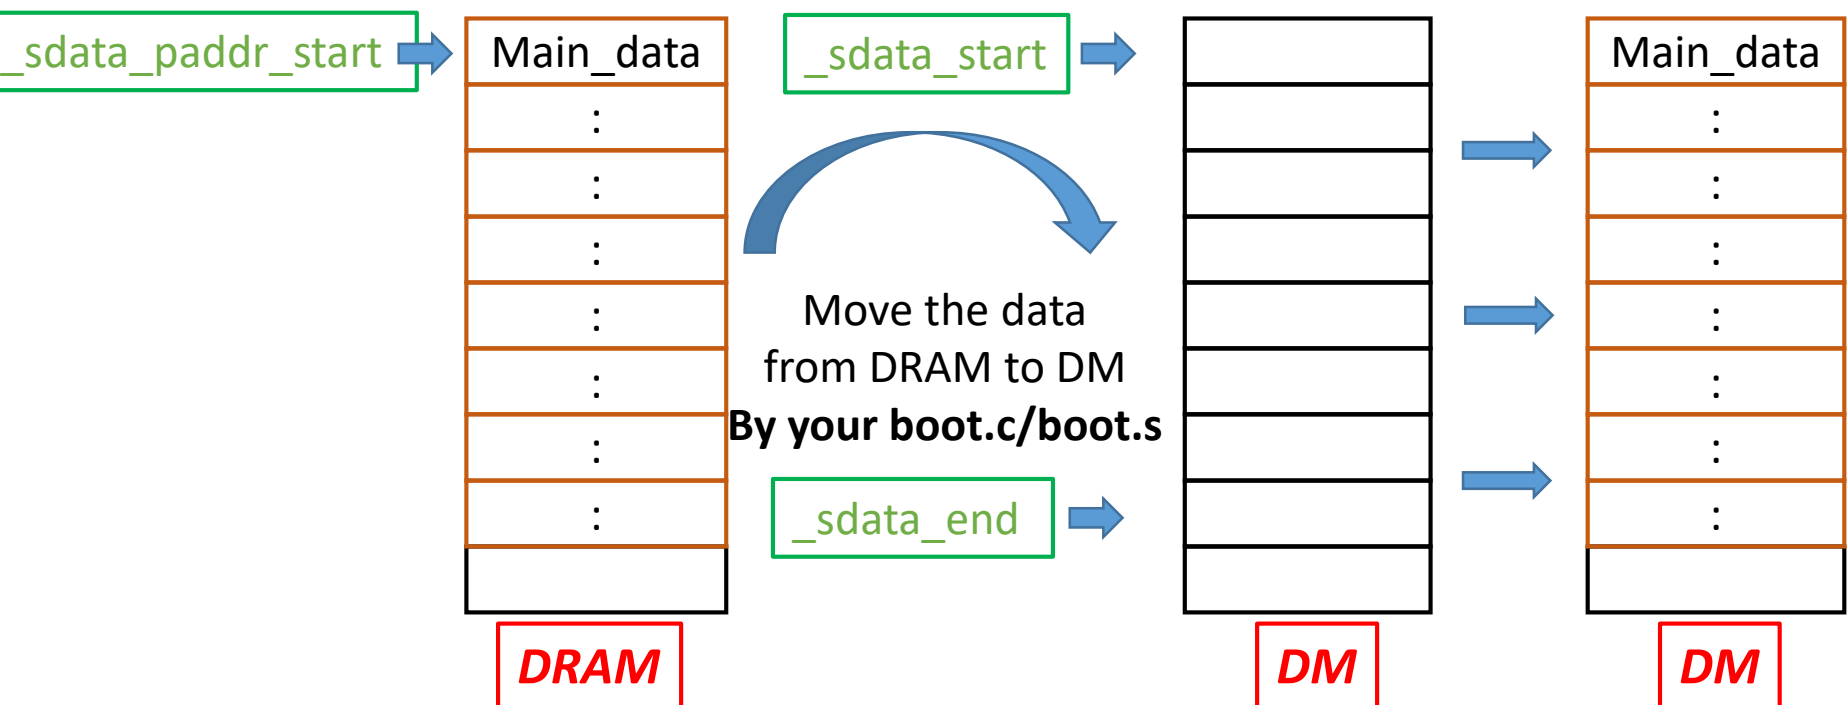 _sdata_paddr_start
Main_data
_sdata_start
Main_data
:
:
:
:
:
:
:
:
:
:
:
:
:
:
Move the data
from DRAM to DM
By your boot.c/boot.s
_sdata_end
DRAM
DM
DM